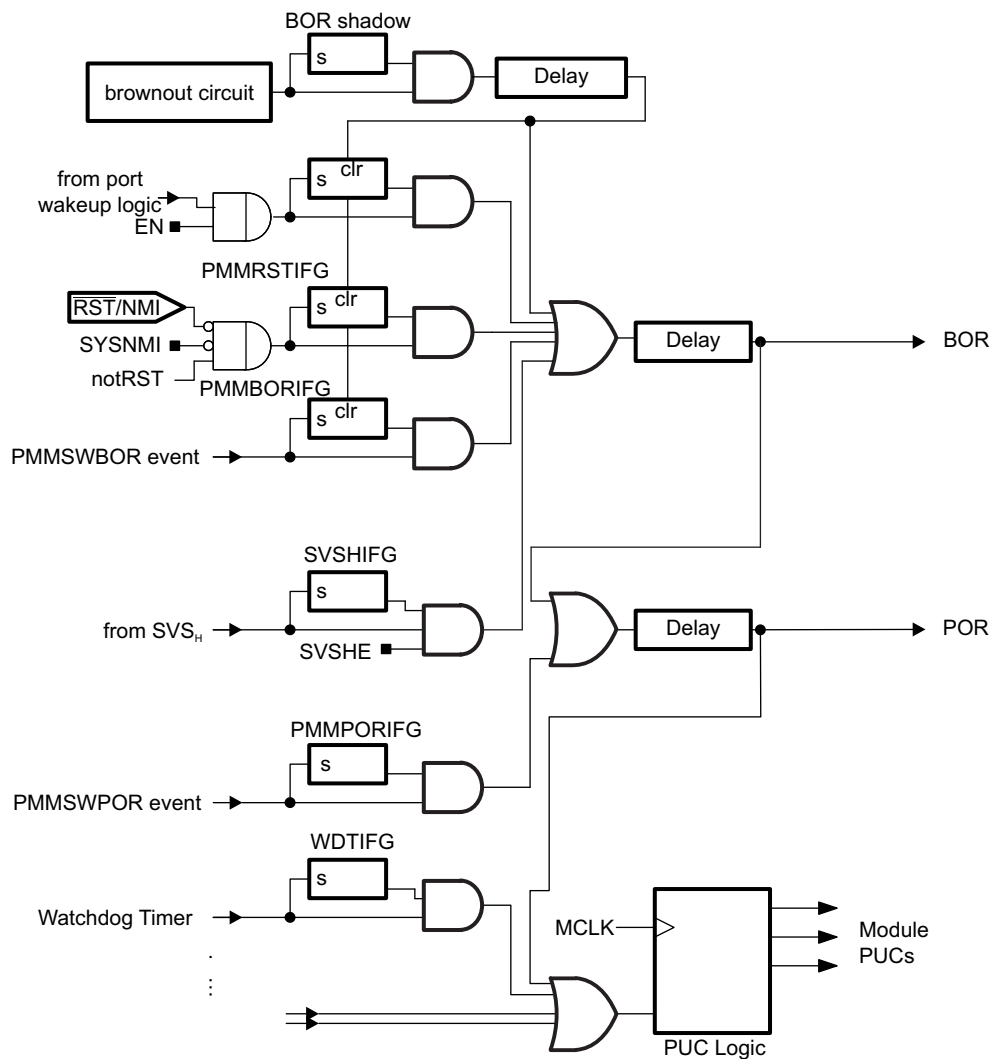 BOR shadow
s
brownout circuit
Delay
from port
wakeup logic
EN
s clr
PMMRSTIFG
RST/NMI
SYSNMI
notRST
s clr
Delay
BOR
PMMBORIFG
s clr
PMMSWBOR event
SVSHIFG
s
from SVSH
SVSHE
Delay
POR
PMMPORIFG
s
PMMSWPOR event
WDTIFG
s
Watchdog Timer
MCLK
Module
PUCs
PUC Logic